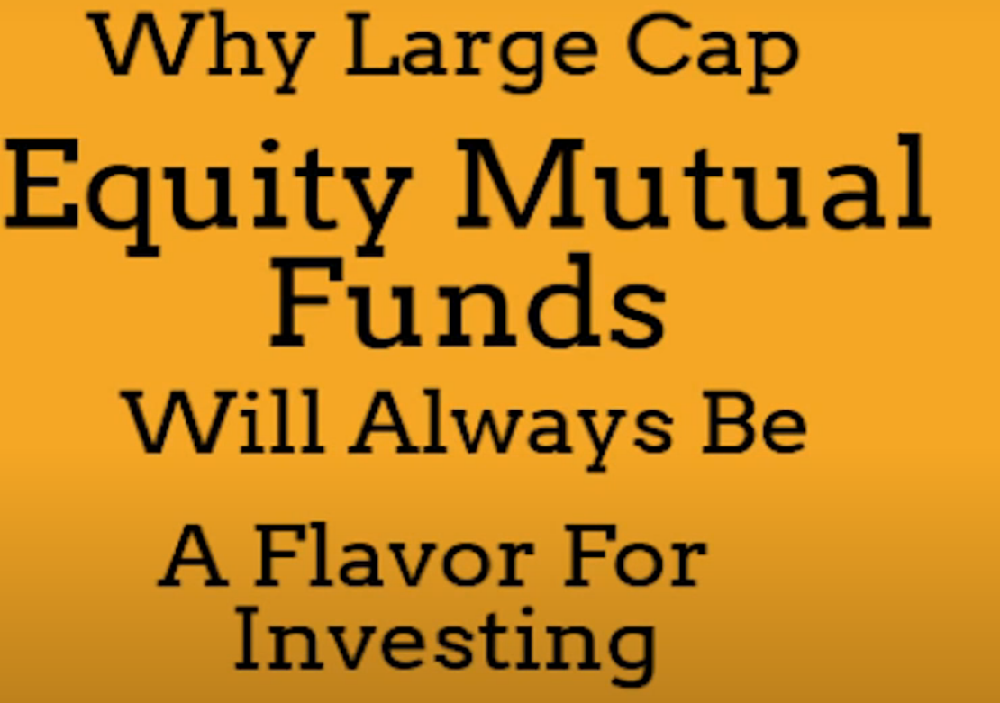 Why Large Cap
Equity Mutual
Funds
Will Always Be
A Flavor For
Investing